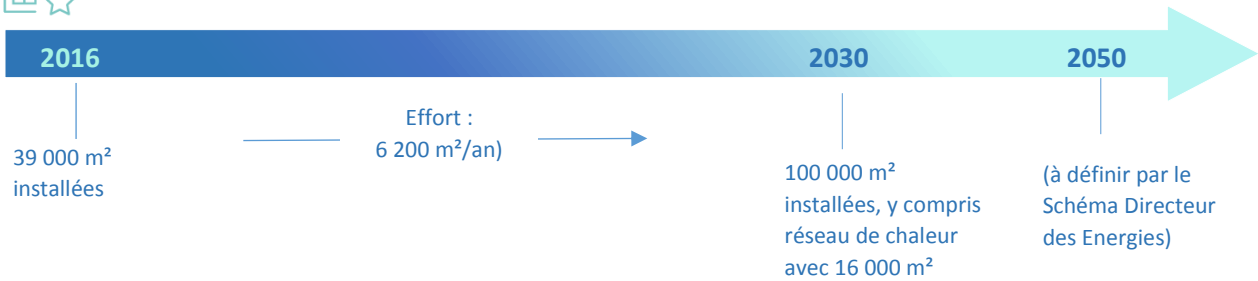 2016
2030
2050
Effort :
6 200 m²/an)
39 000 m²
installées
100 000 m²
installées, y compris
réseau de chaleur
avec 16 000 m²
(à définir par le
Schéma Directeur
des Energies)